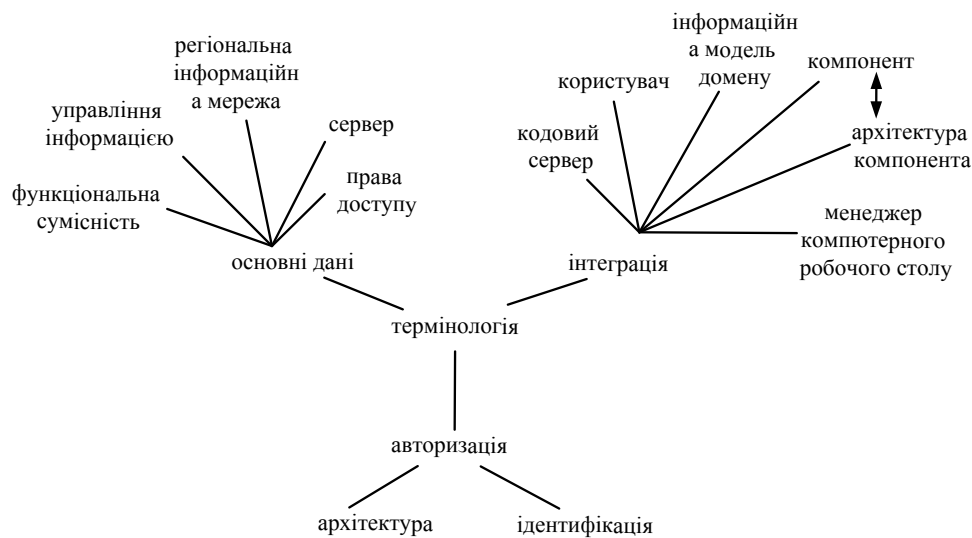 регіональна
інформаційн
а мережа
управління
інформацією
сервер
функціональна
сумісність
права
доступу
основні дані
інформаційн
а модель
домену
користувач
компонент
кодовий
сервер
архітектура
компонента
менеджер
компютерного
робочого столу
інтеграція
термінологія
авторизація
архітектура
ідентифікація